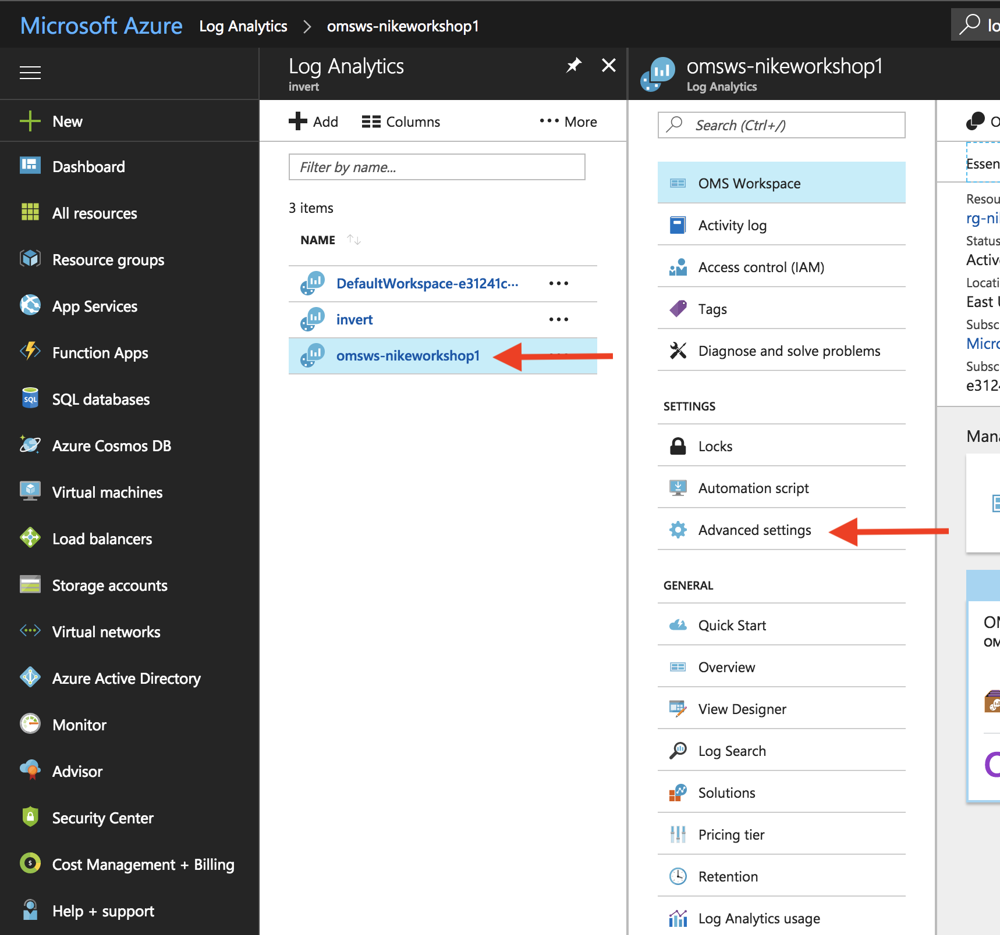 Microsoft Azure Log Analytics > omsws-nikeworkshop1
New
Dashboard
All resources
Resource groups
App Services
Function Apps
SQL databases
Azure Cosmos DB
Virtual machines
Load balancers
Storage accounts
Virtual networks
Azure Active Directory
Monitor
Advisor
Security Center
Cost Management + Billing
Help + support
Log Analytics
invert
Add Columns ••• More
Filter by name...
3 items
NAME
DefaultWorkspace-e31241c•••
invert
omsws-nikeworkshop1
omsws-nikeworkshop1
Log Analytics
Search (Ctrl+/)
OMS Workspace
Activity log
Access control (IAM)
Tags
Diagnose and solve problems
SETTINGS
Locks
Automation script
Advanced settings
GENERAL
Quick Start
Overview
View Designer
Log Search
Solutions
Pricing tier
Retention
Log Analytics usage
lo
O
Essen
Resou
rg-ni
Status
Activ
Locati
East
Subsc
Micro
Subsc
e312
Mana
OM
OM